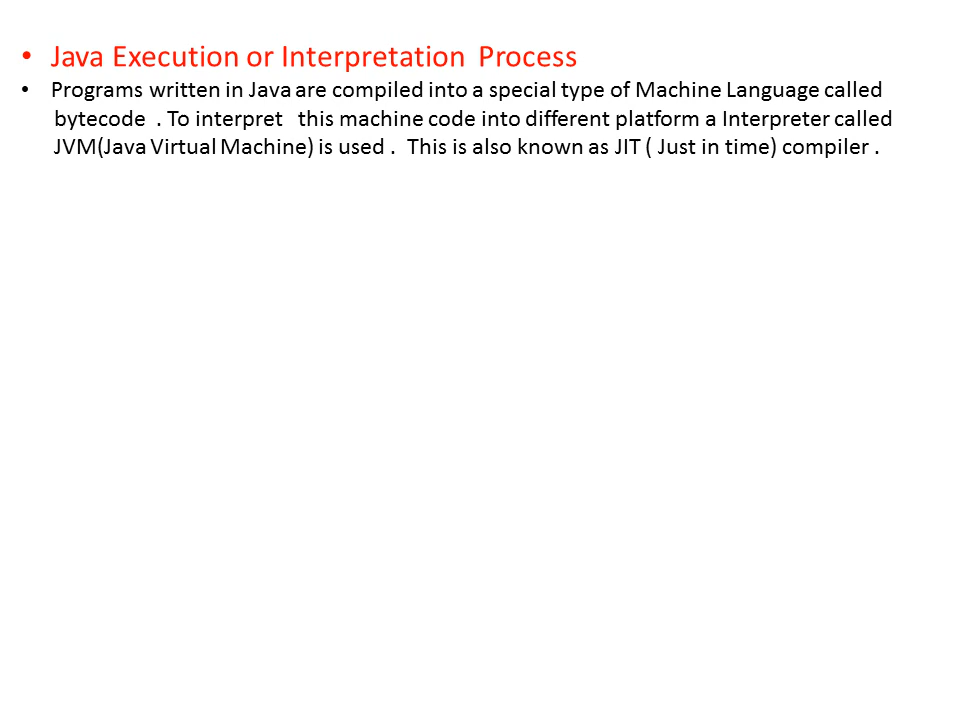 • Java Execution or Interpretation Process
• Programs written in Java are compiled into a special type of Machine Language called
bytecode . To interpret this machine code into different platform a Interpreter called
JVM(Java Virtual Machine) is used . This is also known as JIT ( Just in time) compiler .